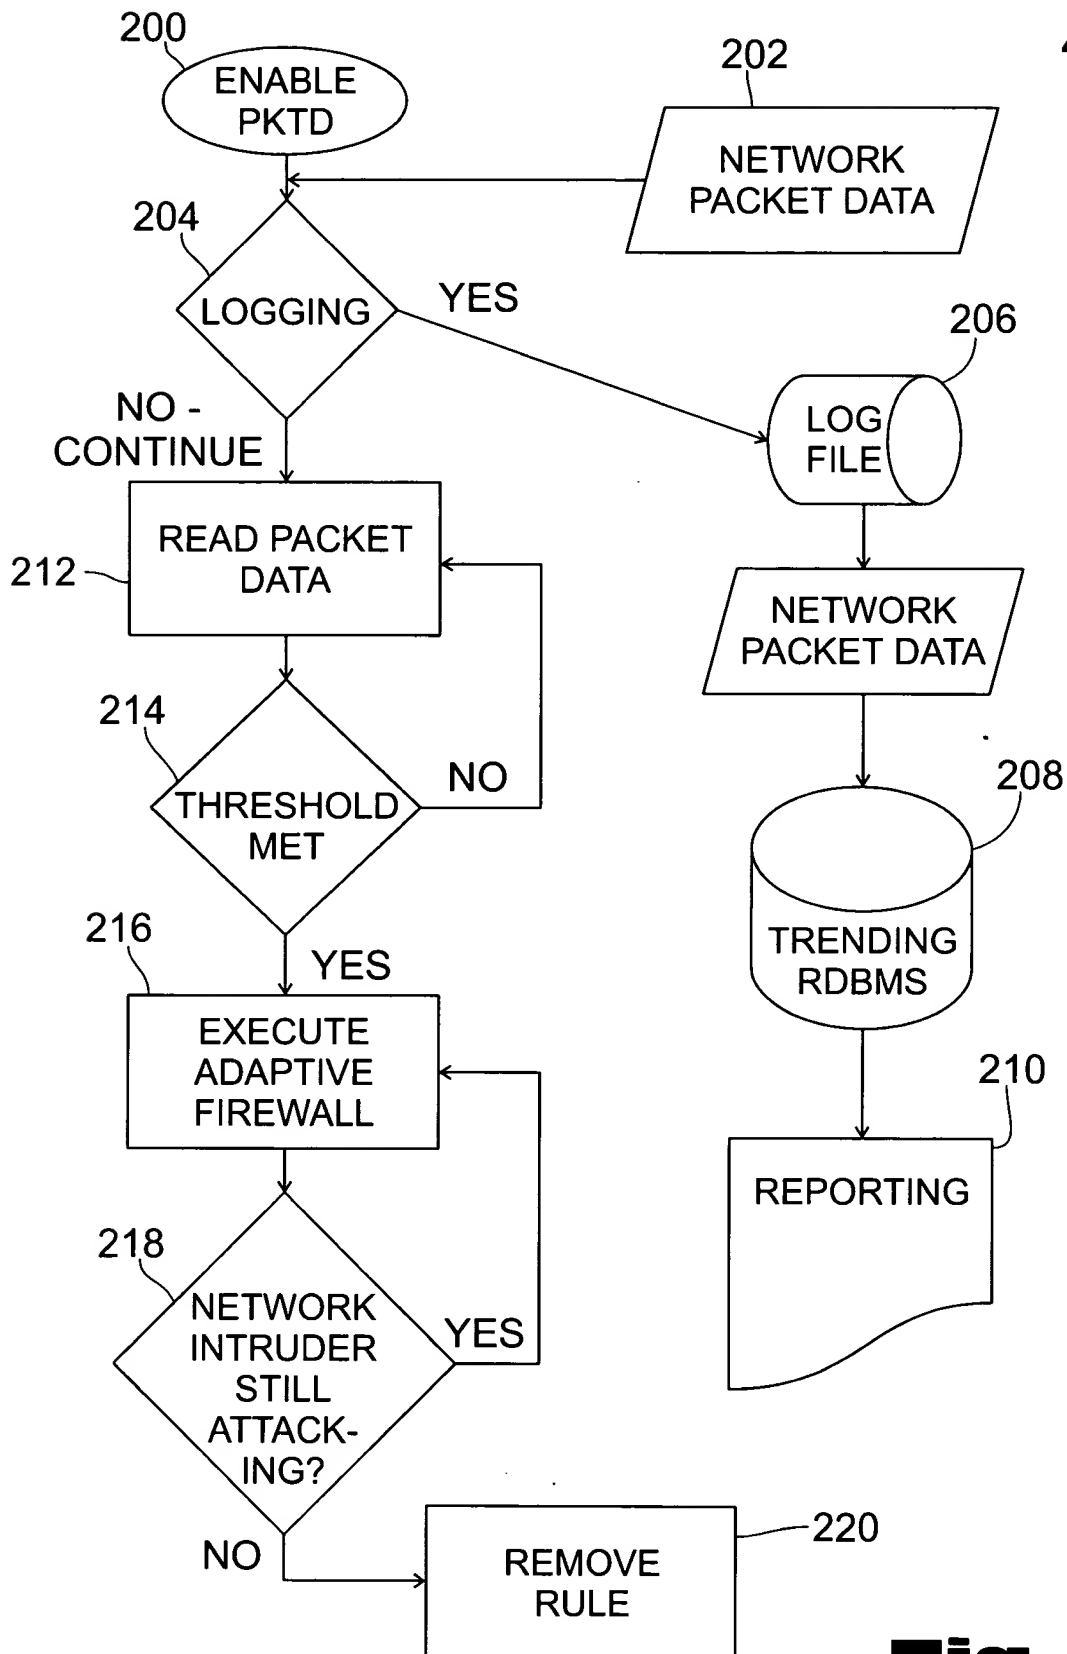 200
ENABLE
PKTD
202
NETWORK
PACKET DATA
204
LOGGING
YES
206
LOG
FILE
NO -
CONTINUE
212
READ PACKET
DATA
NETWORK
PACKET DATA
214
THRESHOLD
MET
NO
208
TRENDING
RDBMS
216
YES
EXECUTE
ADAPTIVE
FIREWALL
210
REPORTING
218
NETWORK
INTRUDER
STILL
ATTACK-
ING?
YES
NO
220
REMOVE
RULE